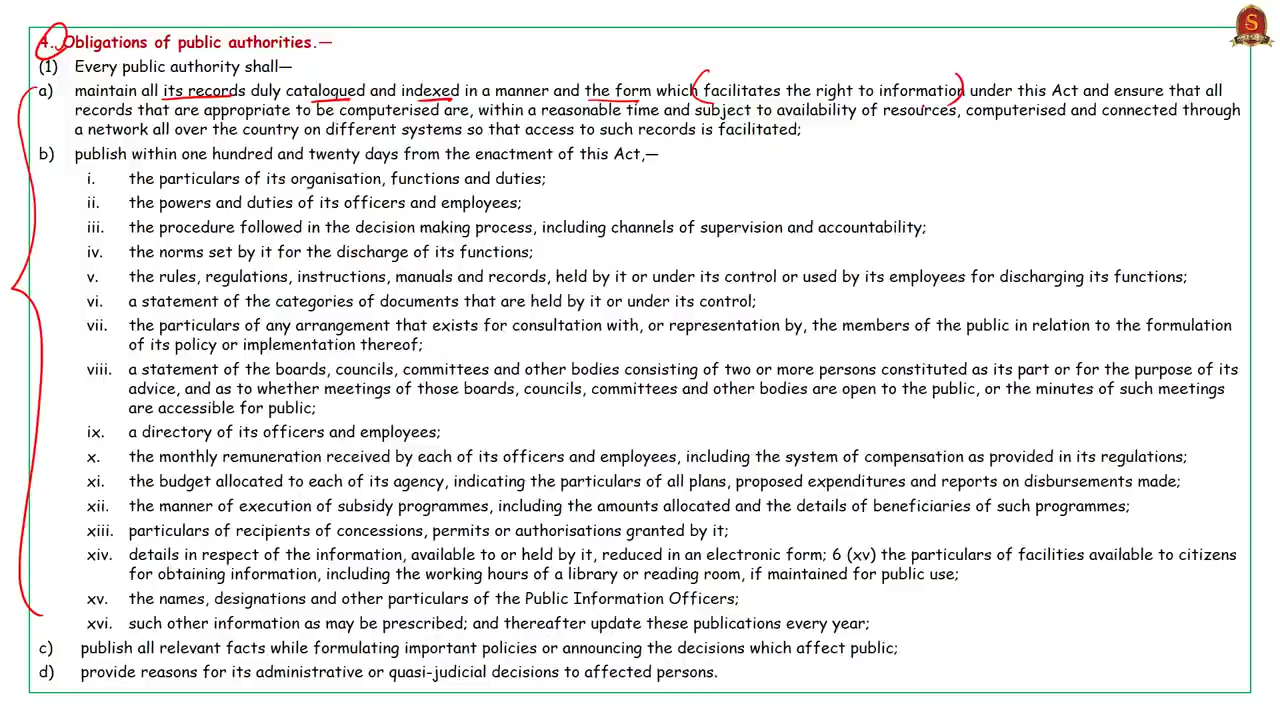 4. Obligations of public authorities.—
(1) Every public authority shall—
a) maintain all its records duly catalogued and indexed in a manner and the form which facilitates the right to information under this Act and ensure that all
records that are appropriate to be computerised are, within a reasonable time and subject to availability of resources, computerised and connected through
a network all over the country on different systems so that access to such records is facilitated;
b) publish within one hundred and twenty days from the enactment of this Act,—
i. the particulars of its organisation, functions and duties;
ii. the powers and duties of its officers and employees;
iii. the procedure followed in the decision making process, including channels of supervision and accountability;
iv. the norms set by it for the discharge of its functions;
v. the rules, regulations, instructions, manuals and records, held by it or under its control or used by its employees for discharging its functions;
vi. a statement of the categories of documents that are held by it or under its control;
vii. the particulars of any arrangement that exists for consultation with, or representation by, the members of the public in relation to the formulation
of its policy or implementation thereof;
viii. a statement of the boards, councils, committees and other bodies consisting of two or more persons constituted as its part or for the purpose of its
advice, and as to whether meetings of those boards, councils, committees and other bodies are open to the public, or the minutes of such meetings
are accessible for public;
ix. a directory of its officers and employees;
x. the monthly remuneration received by each of its officers and employees, including the system of compensation as provided in its regulations;
xi. the budget allocated to each of its agency, indicating the particulars of all plans, proposed expenditures and reports on disbursements made;
xii. the manner of execution of subsidy programmes, including the amounts allocated and the details of beneficiaries of such programmes;
xiii. particulars of recipients of concessions, permits or authorisations granted by it;
xiv. details in respect of the information, available to or held by it, reduced in an electronic form; 6 (xv) the particulars of facilities available to citizens
for obtaining information, including the working hours of a library or reading room, if maintained for public use;
xv. the names, designations and other particulars of the Public Information Officers;
xvi. such other information as may be prescribed; and thereafter update these publications every year;
c) publish all relevant facts while formulating important policies or announcing the decisions which affect public;
d) provide reasons for its administrative or quasi-judicial decisions to affected persons.
S